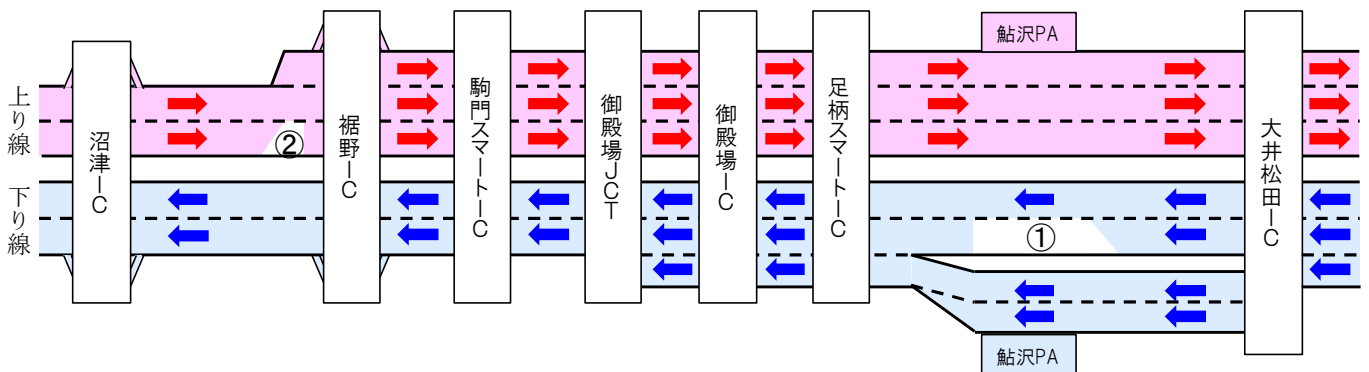 上り線
下り線
沼津IC
②
裾野IC
駒門スマートIC
御殿場JCT
御殿場IC
足柄スマートIC
鮎沢PA
①
鮎沢PA
大井松田IC